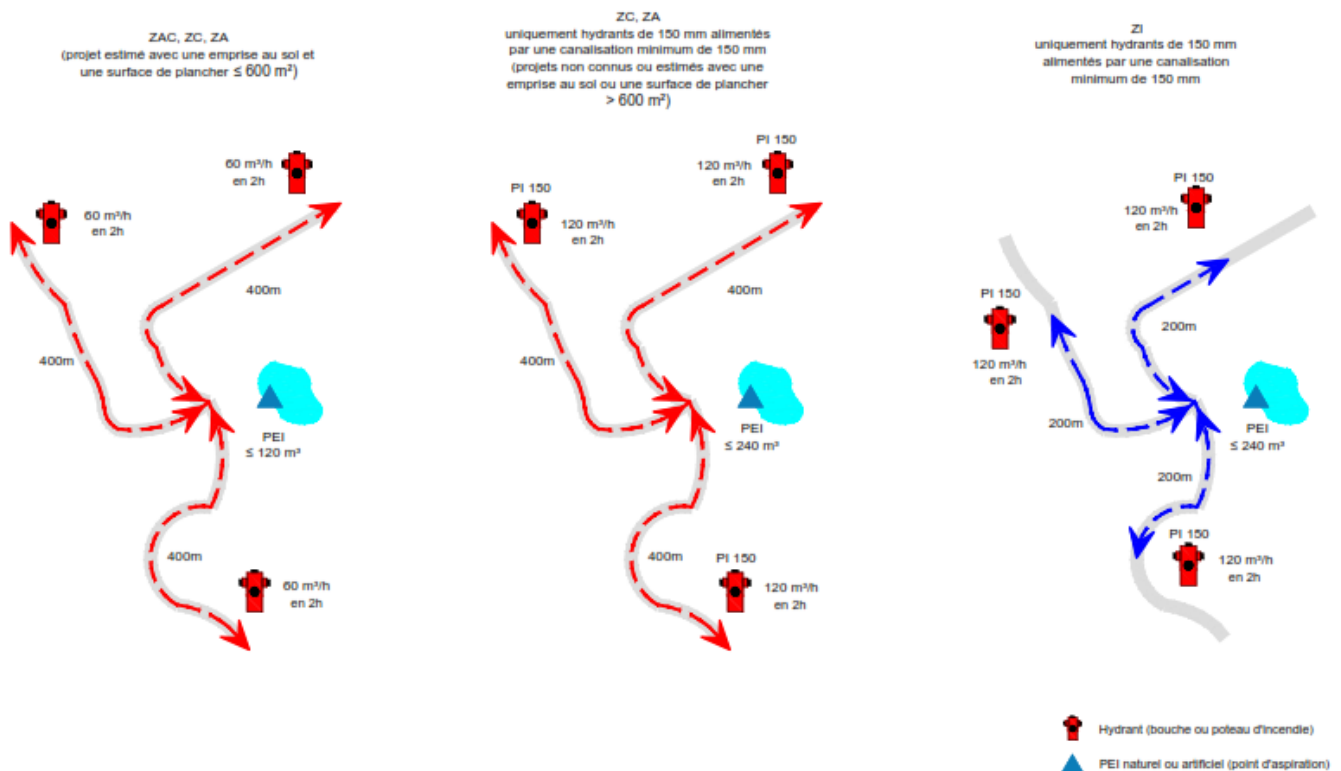 ZAC, ZC, ZA
(projet estimé avec une emprise au sol et
une surface de plancher ≤ 600 m²)
60 m³/h
en 2h
60 m³/h
en 2h
400m
400m
PEI
≤ 120 m³
400m
60 m³/h
en 2h
ZC, ZA
uniquement hydrants de 150 mm alimentés
par une canalisation minimum de 150 mm
(projets non connus ou estimés avec une
emprise au sol ou une surface de plancher
> 600 m²)
PI 150
120 m³/h
en 2h
PI 150
120 m³/h
en 2h
400m
400m
PEI
≤ 240 m³
400m
PI 150
120 m³/h
en 2h
ZI
uniquement hydrants de 150 mm
alimentés par une canalisation
minimum de 150 mm
PI 150
120 m³/h
en 2h
PI 150
120 m³/h
en 2h
200m
200m
PEI
≤ 240 m³
200m
PI 150
120 m³/h
en 2h
Hydrant (bouche ou poteau d'incendie)
PEI naturel ou artificiel (point d'aspiration)